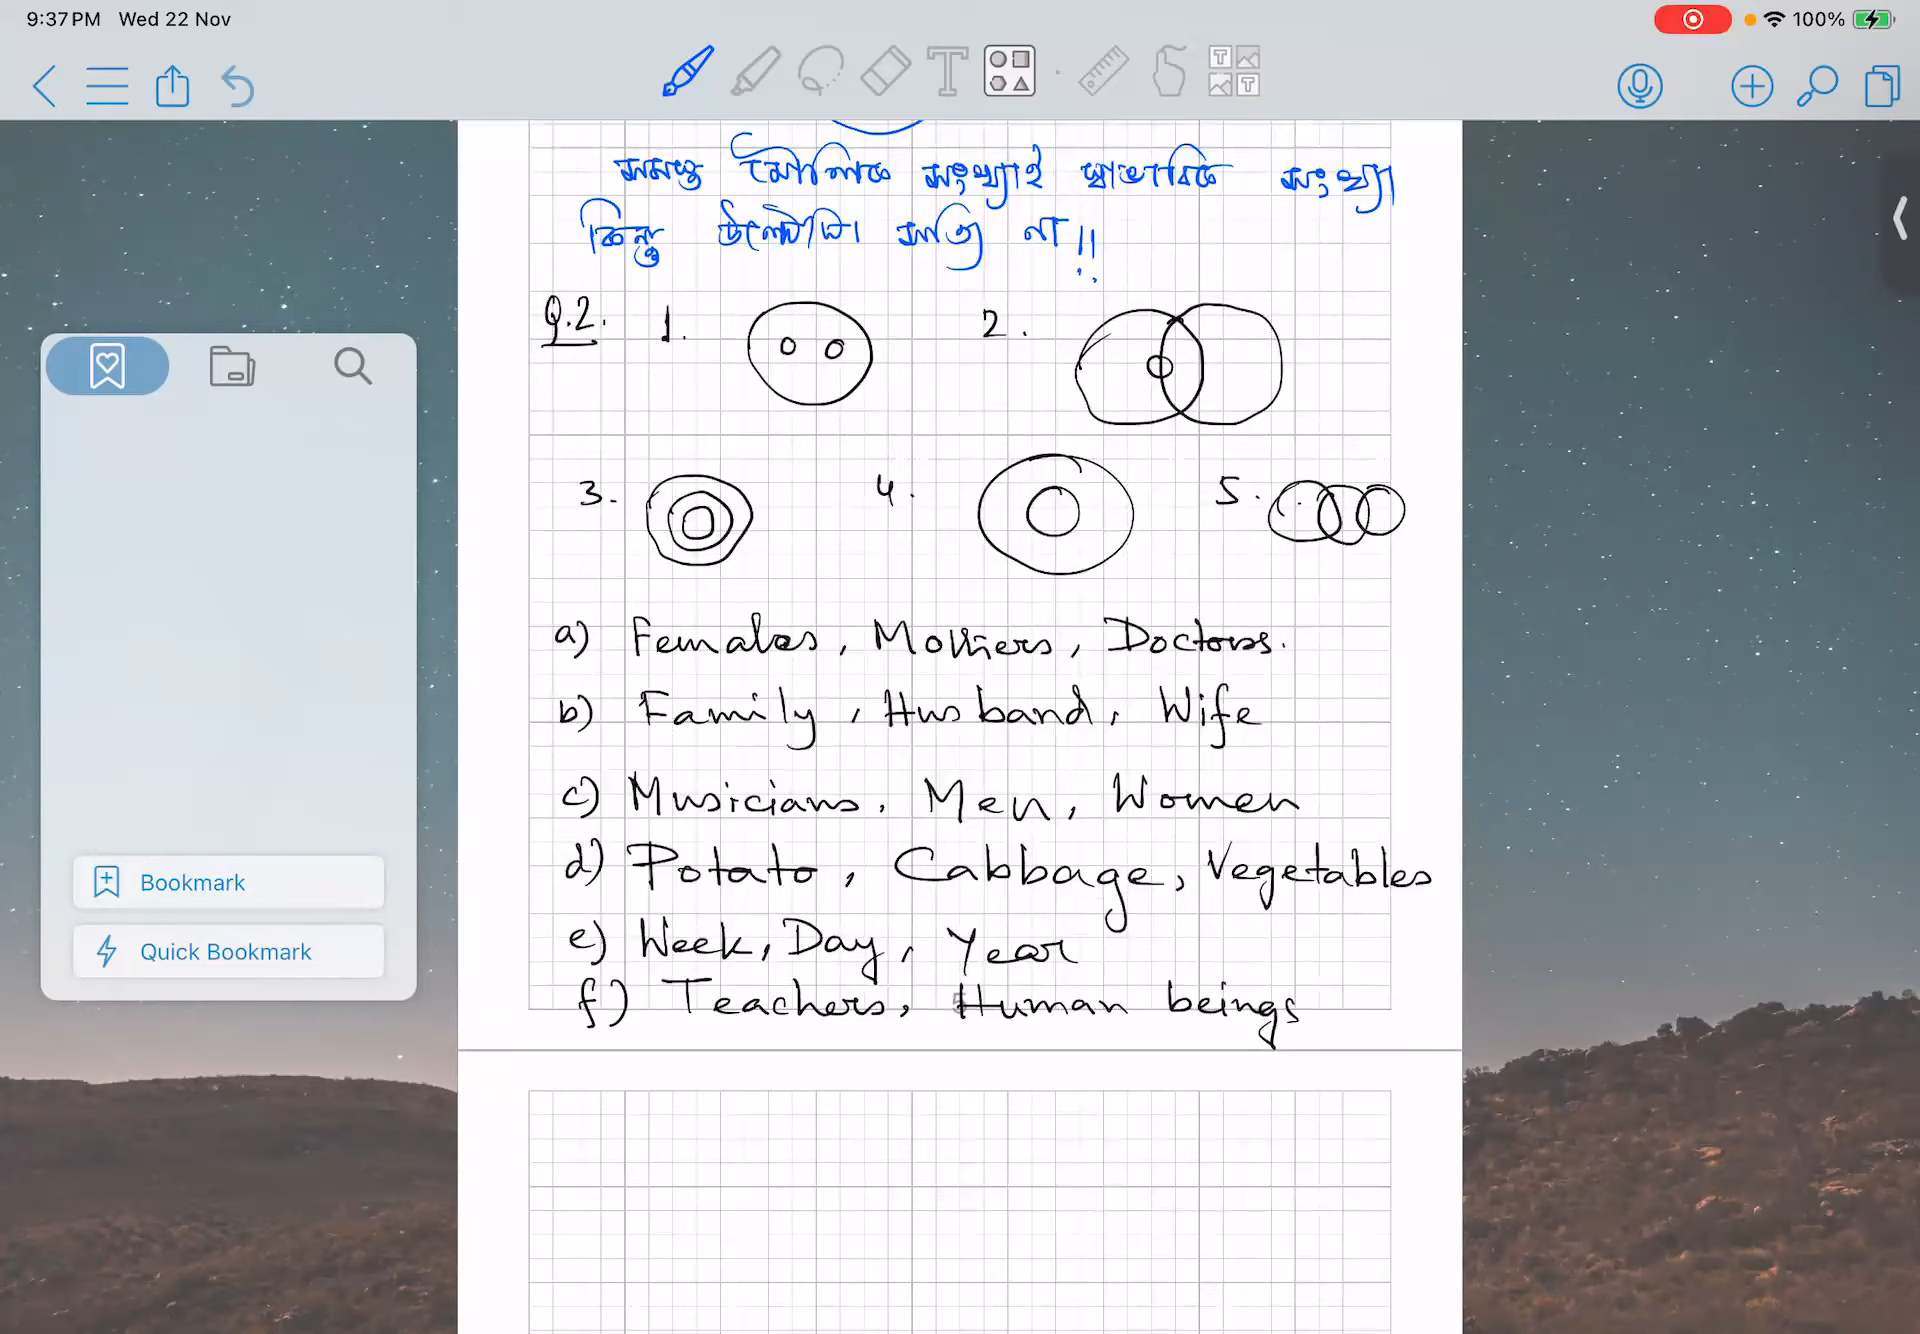 9:37 PM Wed 22 Nov 100%
সমস্ত মৌলিক সংখ্যাই স্বাভাবিক সংখ্যা
কিন্তু উল্টোটা সত্যি না!!
Q.2. 1. 2.
3. 4. 5.
a) Females, Mothers, Doctors.
b) Family, Husband, Wife
c) Musicians, Men, Women
d) Potato, Cabbage, Vegetables
e) Week, Day, Year
f) Teachers, Human beings
Bookmark
Quick Bookmark